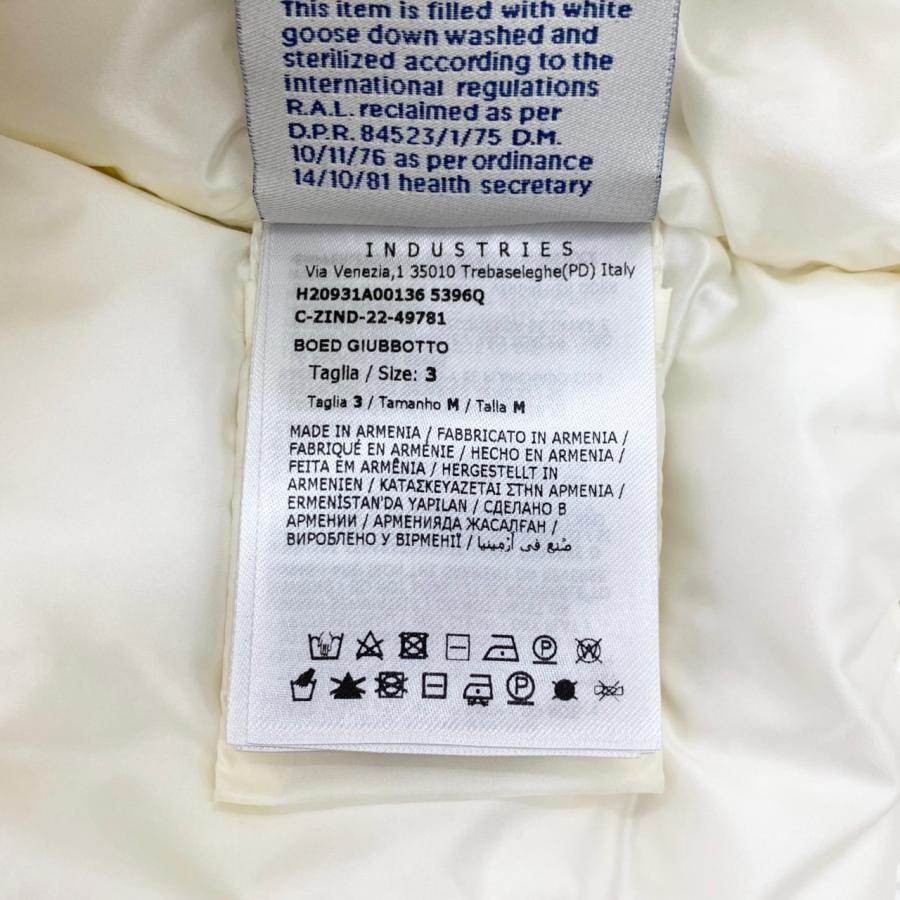 This item is filled with white
goose down washed and
sterilized according to the
international regulations
R.A.L. reclaimed as per
D.P.R. 84523/1/75 D.M.
10/11/76 as per ordinance
14/10/81 health secretary
INDUSTRIES
Via Venezia,1 35010 Trebaseleghe(PD) Italy
H20931A00136 5396Q
C-ZIND-22-49781
BOED GIUBBOTTO
Taglia / Size: 3
Taglia 3 / Tamanho M / Talla M
MADE IN ARMENIA / FABBRICATO IN ARMENIA /
FABRIQUÉ EN ARMÉNIE / HECHO EN ARMENIA /
FEITA EM ARMÊNIA / HERGESTELLT IN
ARMENIEN / ΚΑΤΑΣΚΕΥΑΖΕΤΑΙ ΣΤΗΝ ΑΡΜΕΝΙΑ /
ERMENİSTAN'DA YAPILAN / СДЕЛАНО В
АРМЕНИИ / АРМЕНИЯДА ЖАСАЛҒАН /
ВИРОБЛЕНО У ВІРМЕНІЇ / صُنع في أرْمينيا